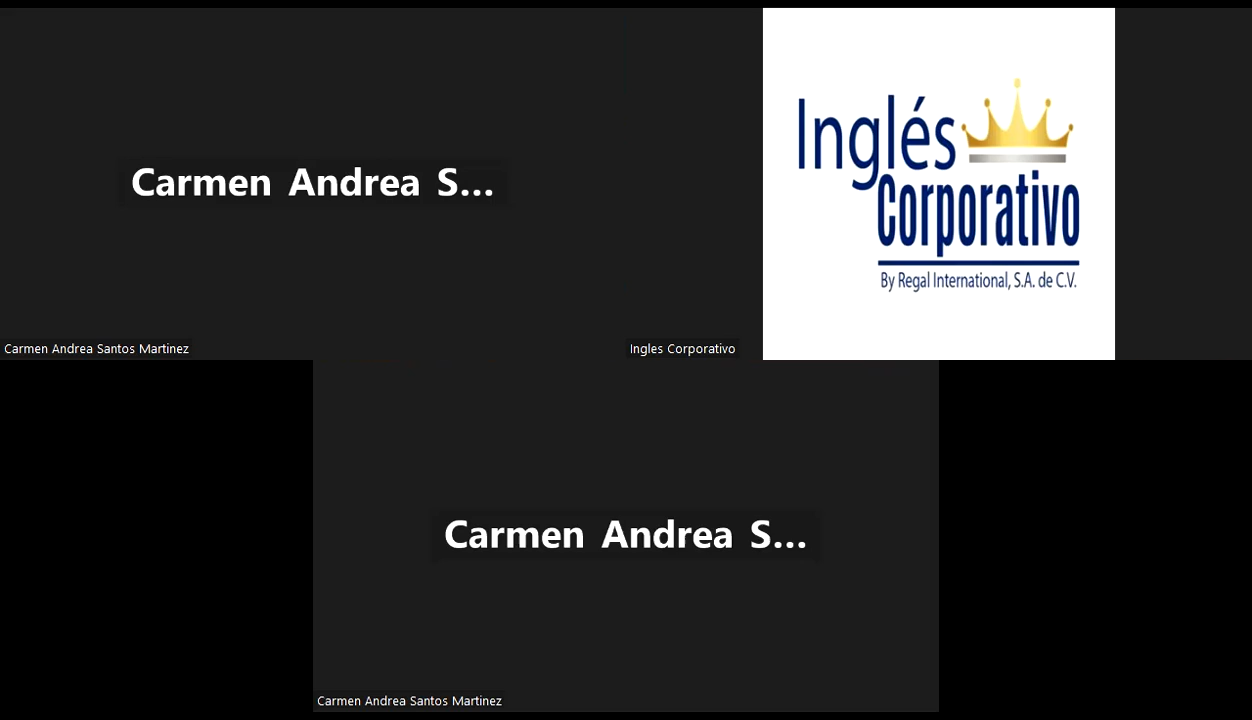 Carmen Andrea S...
Carmen Andrea Santos Martinez
Inglés
Corporativo
By Regal International, S.A. de C.V.
Ingles Corporativo
Carmen Andrea S...
Carmen Andrea Santos Martinez